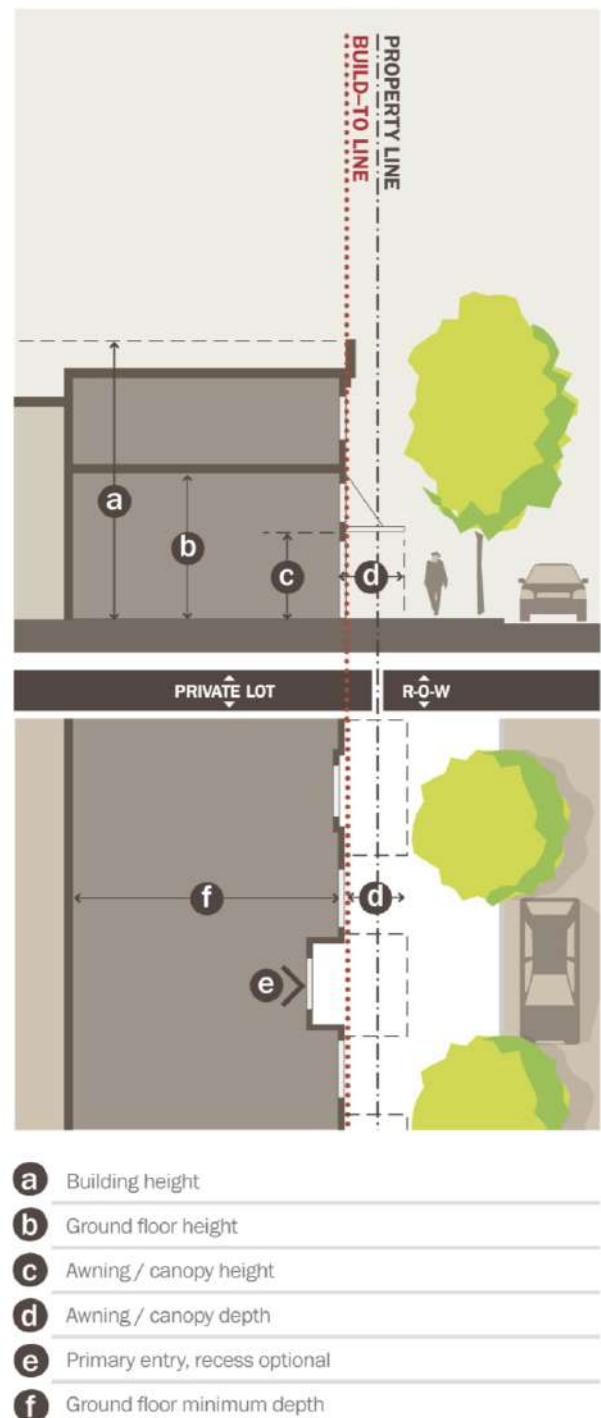 BUILD-TO LINE
PROPERTY LINE
a
b
c
d
PRIVATE LOT
R-O-W
f
d
e
a Building height
b Ground floor height
c Awning / canopy height
d Awning / canopy depth
e Primary entry, recess optional
f Ground floor minimum depth